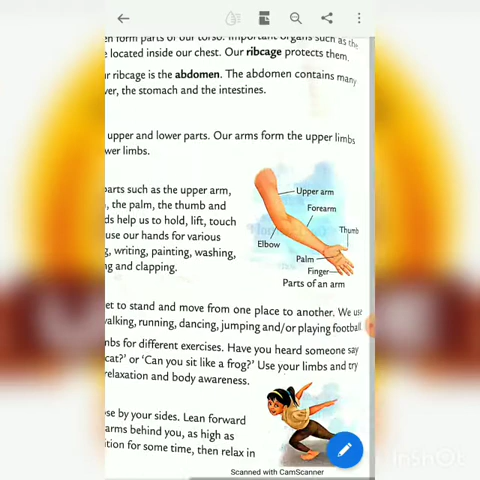 en form parts of our torso. Important organs such as the
e located inside our chest. Our ribcage protects them.
r ribcage is the abdomen. The abdomen contains many
ver, the stomach and the intestines.
upper and lower parts. Our arms form the upper limbs
wer limbs.
parts such as the upper arm,
, the palm, the thumb and
ds help us to hold, lift, touch
use our hands for various
g, writing, painting, washing,
ng and clapping.
Upper arm
Forearm
Thumb
Elbow
Palm
Finger
Parts of an arm
et to stand and move from one place to another. We use
walking, running, dancing, jumping and/or playing football
mbs for different exercises. Have you heard someone say
cat?' or 'Can you sit like a frog?' Use your limbs and try
relaxation and body awareness.
ose by your sides. Lean forward
arms behind you, as high as
ition for some time, then relax in
Scanned with CamScanner